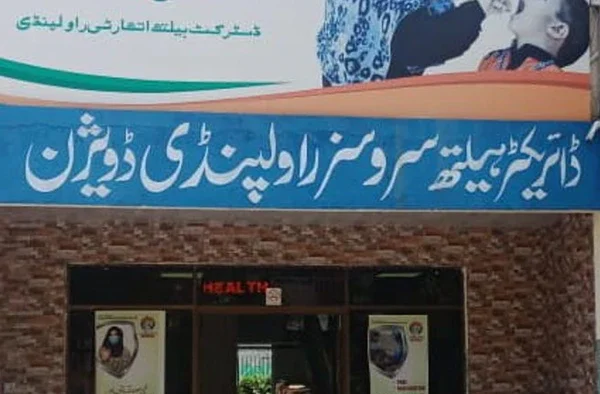 ڈسٹرکٹ ہیلتھ اتھارٹی راولپنڈی
ڈائریکٹر ہیلتھ سروسز راولپنڈی ڈویژن
HEALTH